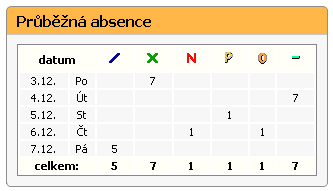 Průběžná absence
datum / X N P O -
3.12. Po 7
4.12. Út 7
5.12. St 1
6.12. Čt 1 1
7.12. Pá 5
celkem: 5 7 1 1 1 7